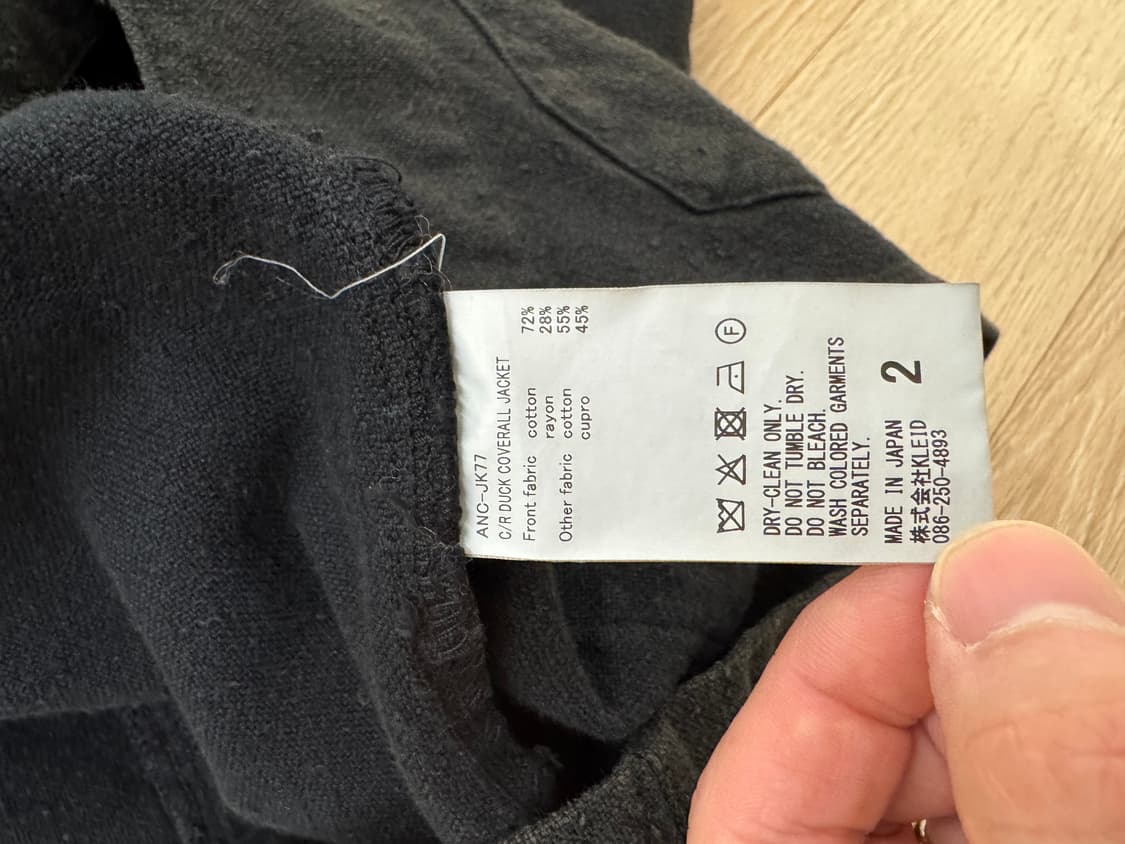 ANC-JK77
C/R DUCK COVERALL JACKET
Front fabric cotton 72%
rayon 28%
Other fabric cotton 55%
cupro 45%
F
DRY-CLEAN ONLY.
DO NOT TUMBLE DRY.
DO NOT BLEACH.
WASH COLORED GARMENTS
SEPARATELY.
MADE IN JAPAN 2
株式会社KLEID
086-250-4893